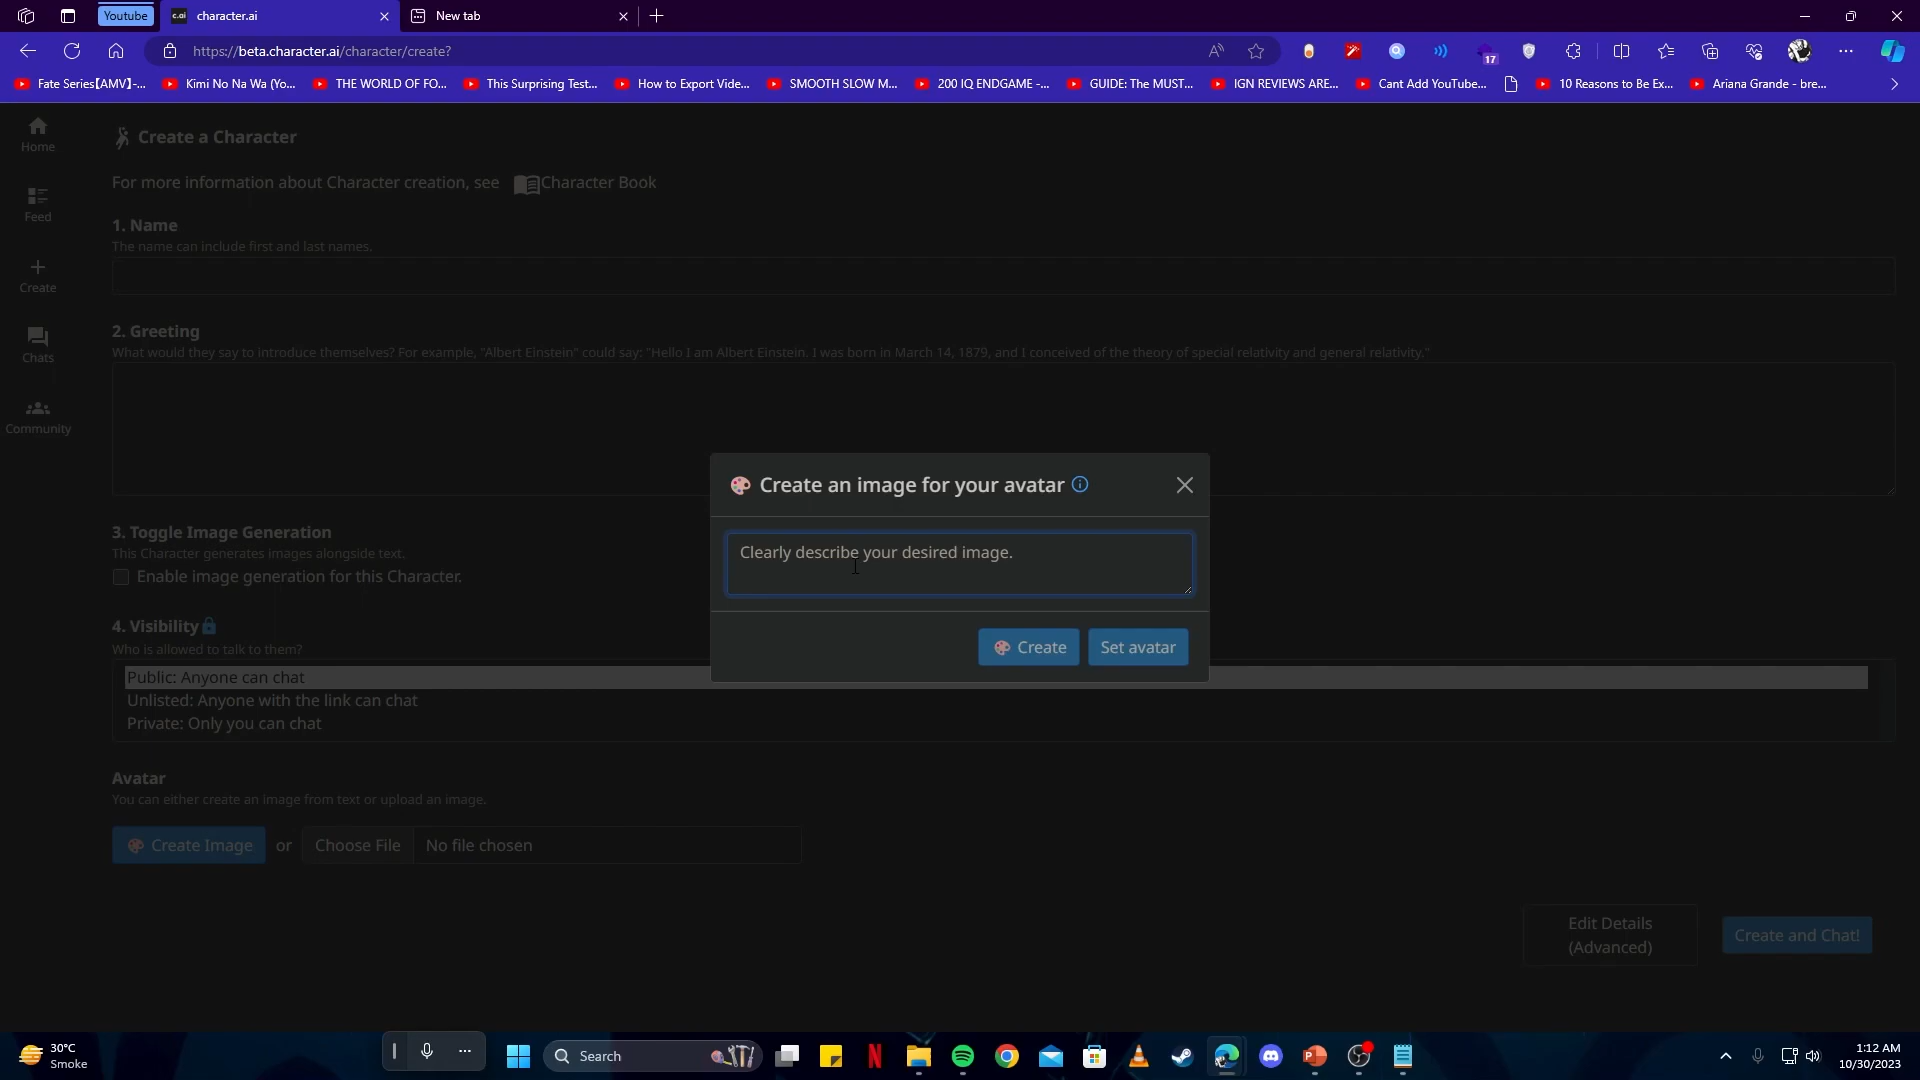 Youtube
c.ai character.ai
New tab
https://beta.character.ai/character/create?
17
Fate Series【AMV】-...
Kimi No Na Wa (Yo...
THE WORLD OF FO...
This Surprising Test...
How to Export Vide...
SMOOTH SLOW M...
200 IQ ENDGAME -...
GUIDE: The MUST...
IGN REVIEWS ARE...
Cant Add YouTube...
10 Reasons to Be Ex...
Ariana Grande - bre...
Home
Feed
Create
Chats
Community
Create a Character
For more information about Character creation, see Character Book
1. Name
The name can include first and last names.
2. Greeting
What would they say to introduce themselves? For example, "Albert Einstein" could say: "Hello I am Albert Einstein. I was born in March 14, 1879, and I conceived of the theory of special relativity and general relativity."
3. Toggle Image Generation
This Character generates images alongside text.
Enable image generation for this Character.
4. Visibility
Who is allowed to talk to them?
Public: Anyone can chat
Unlisted: Anyone with the link can chat
Private: Only you can chat
Avatar
You can either create an image from text or upload an image.
Create Image or Choose File No file chosen
Create an image for your avatar
Clearly describe your desired image.
Create
Set avatar
Edit Details
(Advanced)
Create and Chat!
30°C
Smoke
Search
1:12 AM
10/30/2023